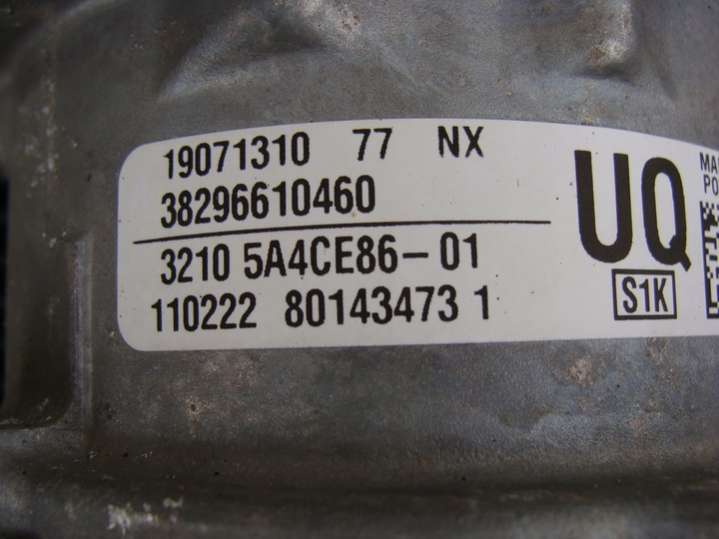 19071310 77 NX
38296610460
3210 5A4CE86-01
110222 80143473 1
UQ
S1K